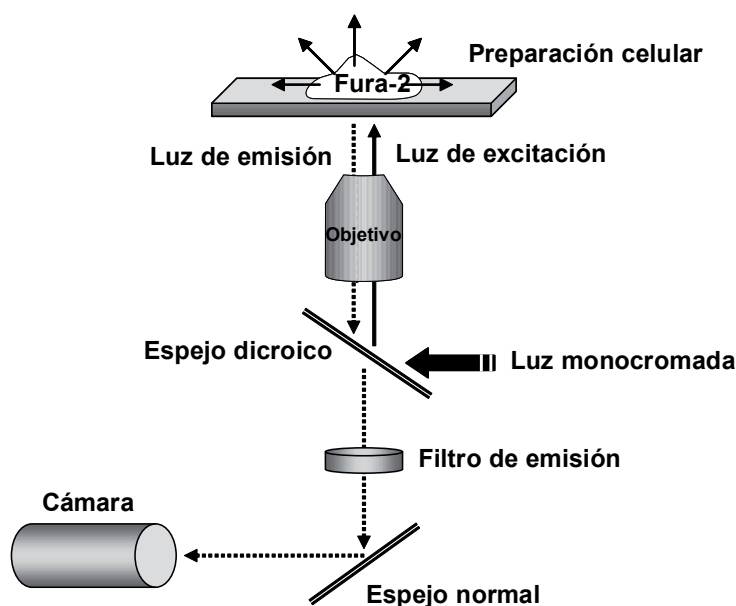 Preparación celular
Fura-2
Luz de emisión
Luz de excitación
Objetivo
Espejo dicroico
Luz monocromada
Filtro de emisión
Cámara
Espejo normal